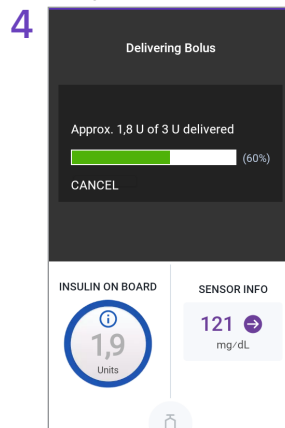 4
Delivering Bolus
Approx. 1,8 U of 3 U delivered
(60%)
CANCEL
INSULIN ON BOARD
i
1,9
Units
SENSOR INFO
121
mg/dL